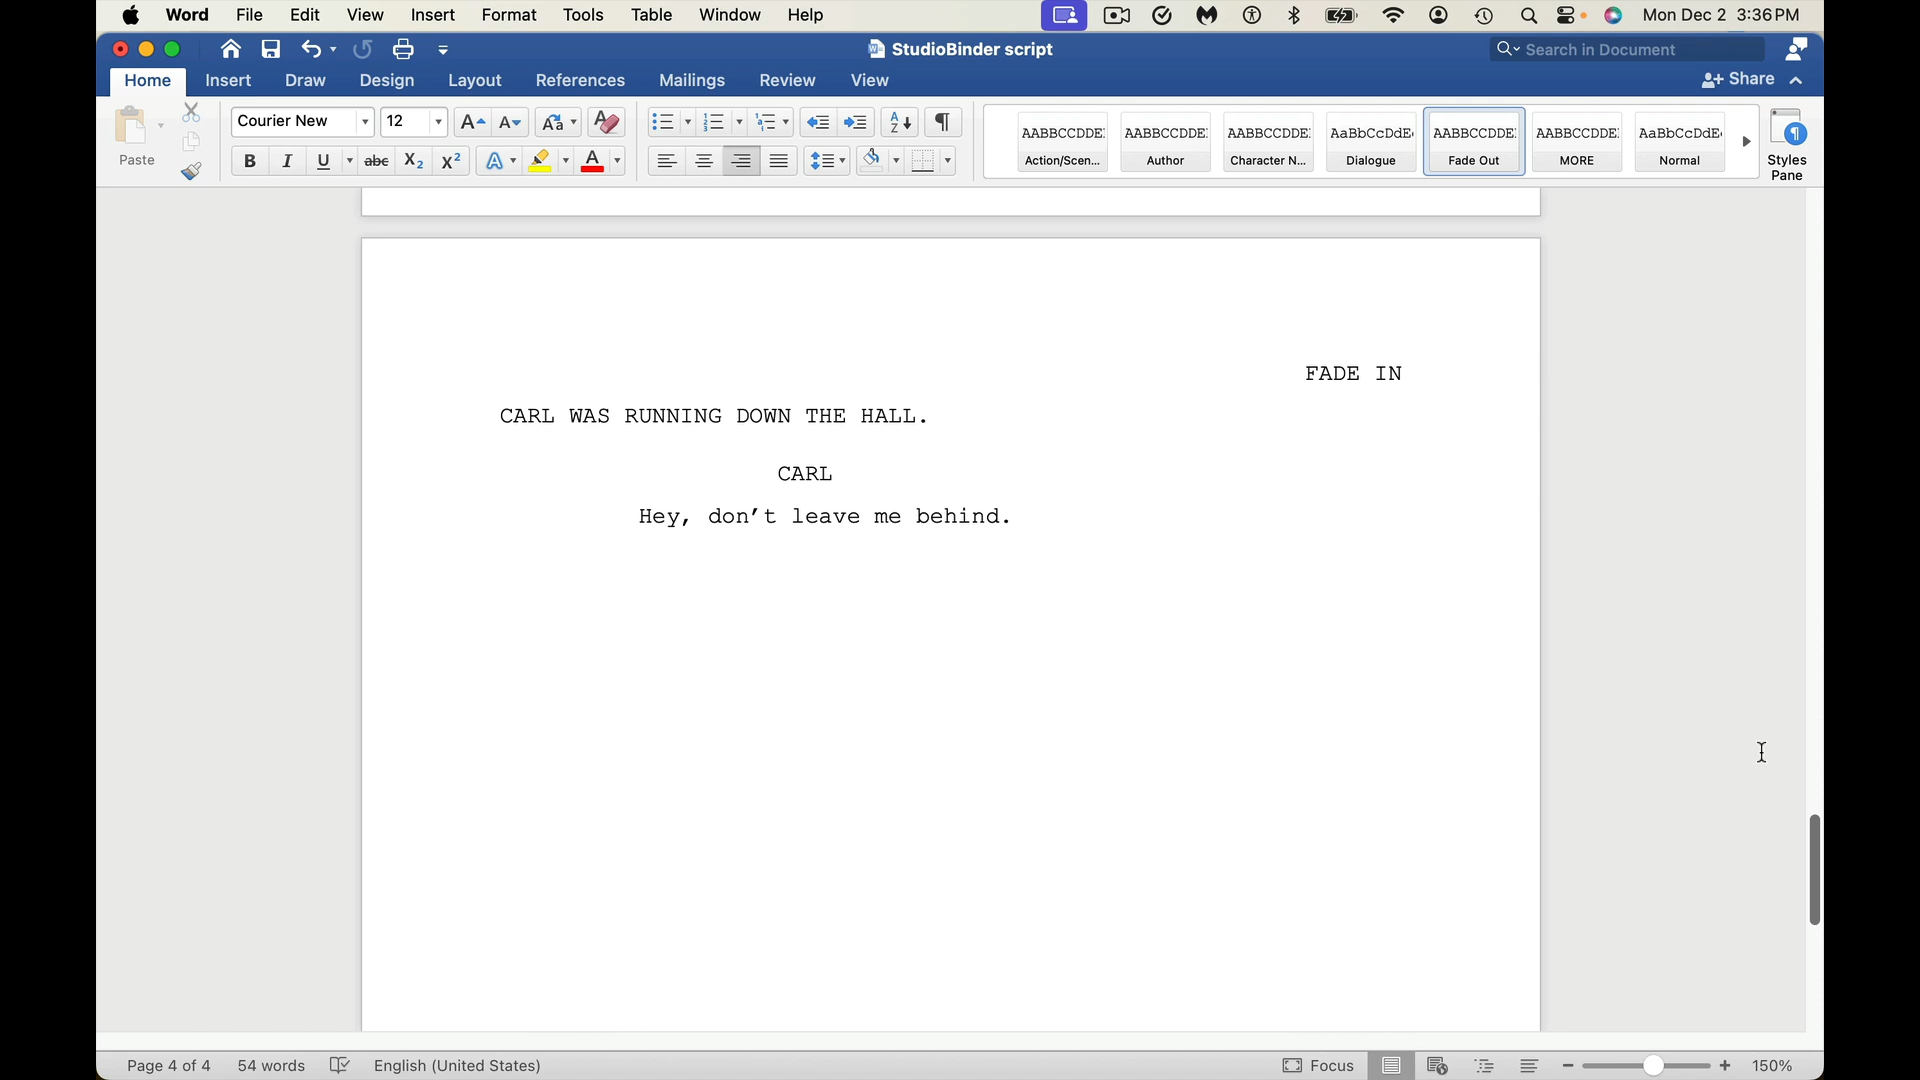 Word File Edit View Insert Format Tools Table Window Help Mon Dec 2 3:36 PM
StudioBinder script
Search in Document
Home Insert Draw Design Layout References Mailings Review View Share
Paste
Courier New 12
AABBCCDDE AABBCCDDE AABBCCDDE AaBbCcDdE AABBCCDDE AABBCCDDE AaBbCcDdE
Action/Scen... Author Character N... Dialogue Fade Out MORE Normal
Styles
Pane
FADE IN
CARL WAS RUNNING DOWN THE HALL.
CARL
Hey, don’t leave me behind.
Page 4 of 4 54 words English (United States) Focus 150%